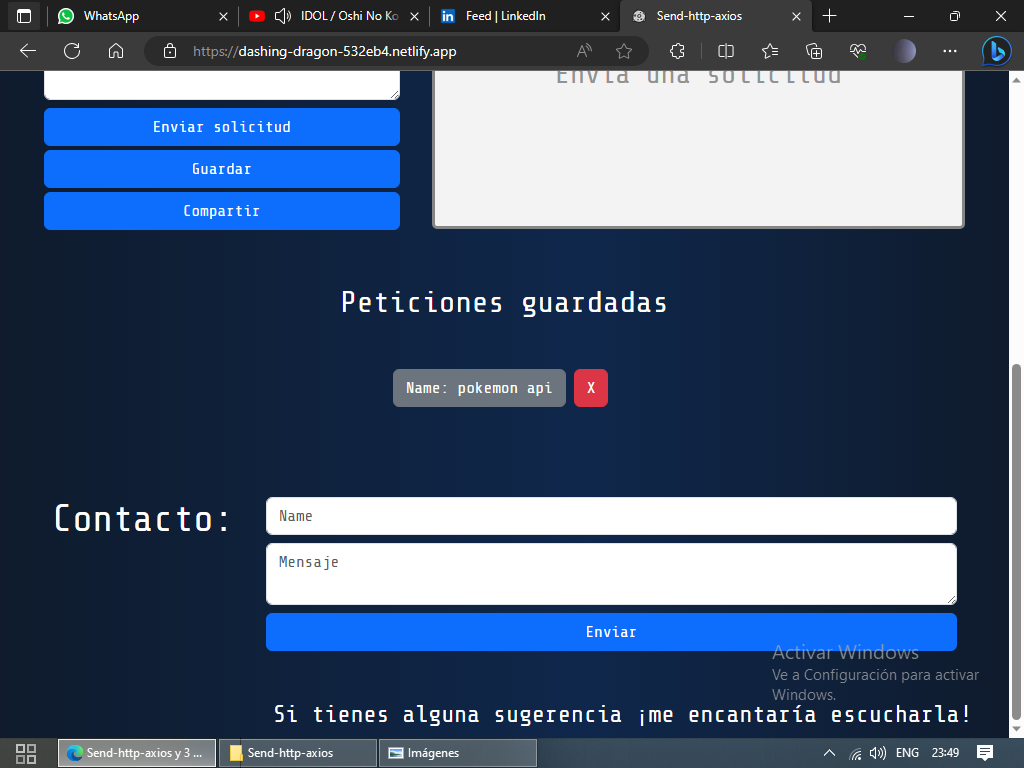 WhatsApp
IDOL / Oshi No Ko
Feed | LinkedIn
Send-http-axios
https://dashing-dragon-532eb4.netlify.app
Envia una solicitud
Enviar solicitud
Guardar
Compartir
Peticiones guardadas
Name: pokemon api
X
Contacto:
Name
Mensaje
Enviar
Activar Windows
Ve a Configuración para activar
Windows.
Si tienes alguna sugerencia ¡me encantaría escucharla!
Send-http-axios y 3 ...
Send-http-axios
Imágenes
ENG
23:49